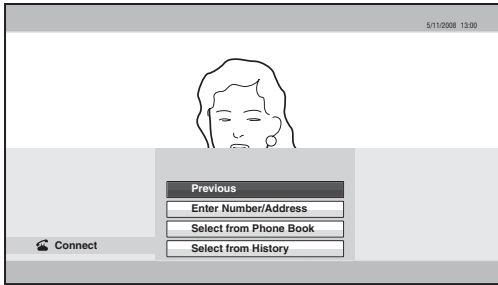 5/11/2008 13:00
Previous
Enter Number/Address
Select from Phone Book
Connect
Select from History